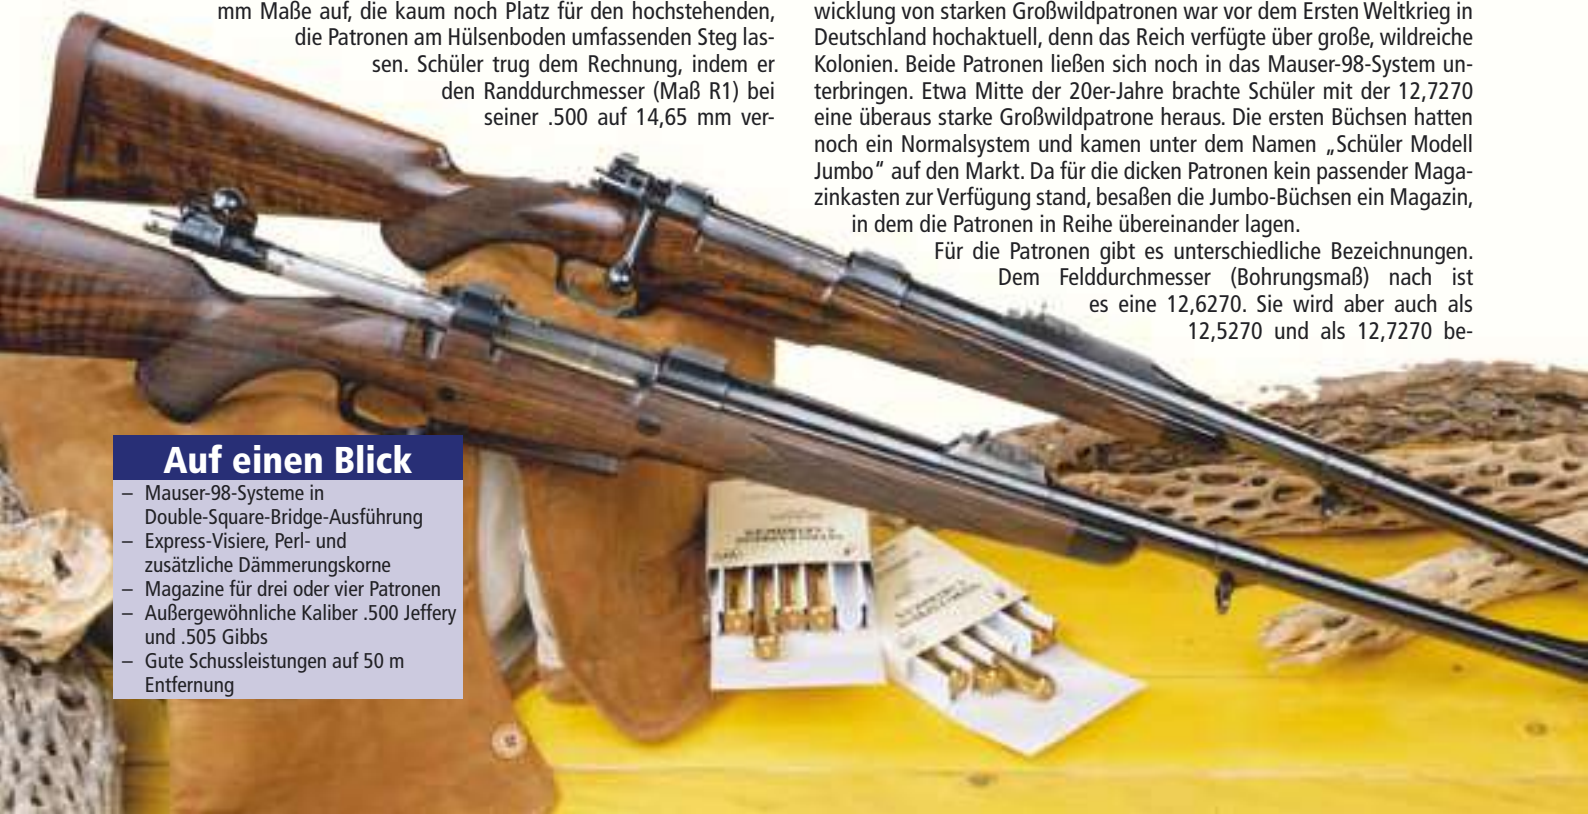 mm Maße auf, die kaum noch Platz für den hochstehenden,
die Patronen am Hülsenboden umfassenden Steg las-
sen. Schüler trug dem Rechnung, indem er
den Randdurchmesser (Maß R1) bei
seiner .500 auf 14,65 mm ver-
wicklung von starken Großwildpatronen war vor dem Ersten Weltkrieg in
Deutschland hochaktuell, denn das Reich verfügte über große, wildreiche
Kolonien. Beide Patronen ließen sich noch in das Mauser-98-System un-
terbringen. Etwa Mitte der 20er-Jahre brachte Schüler mit der 12,7270
eine überaus starke Großwildpatrone heraus. Die ersten Büchsen hatten
noch ein Normalsystem und kamen unter dem Namen „Schüler Modell
Jumbo“ auf den Markt. Da für die dicken Patronen kein passender Maga-
zinkasten zur Verfügung stand, besaßen die Jumbo-Büchsen ein Magazin,
in dem die Patronen in Reihe übereinander lagen.
Für die Patronen gibt es unterschiedliche Bezeichnungen.
Dem Felddurchmesser (Bohrungsmaß) nach ist
es eine 12,6270. Sie wird aber auch als
12,5270 und als 12,7270 be-
Auf einen Blick
– Mauser-98-Systeme in
Double-Square-Bridge-Ausführung
– Express-Visiere, Perl- und
zusätzliche Dämmerungskorne
– Magazine für drei oder vier Patronen
– Außergewöhnliche Kaliber .500 Jeffery
und .505 Gibbs
– Gute Schussleistungen auf 50 m
Entfernung